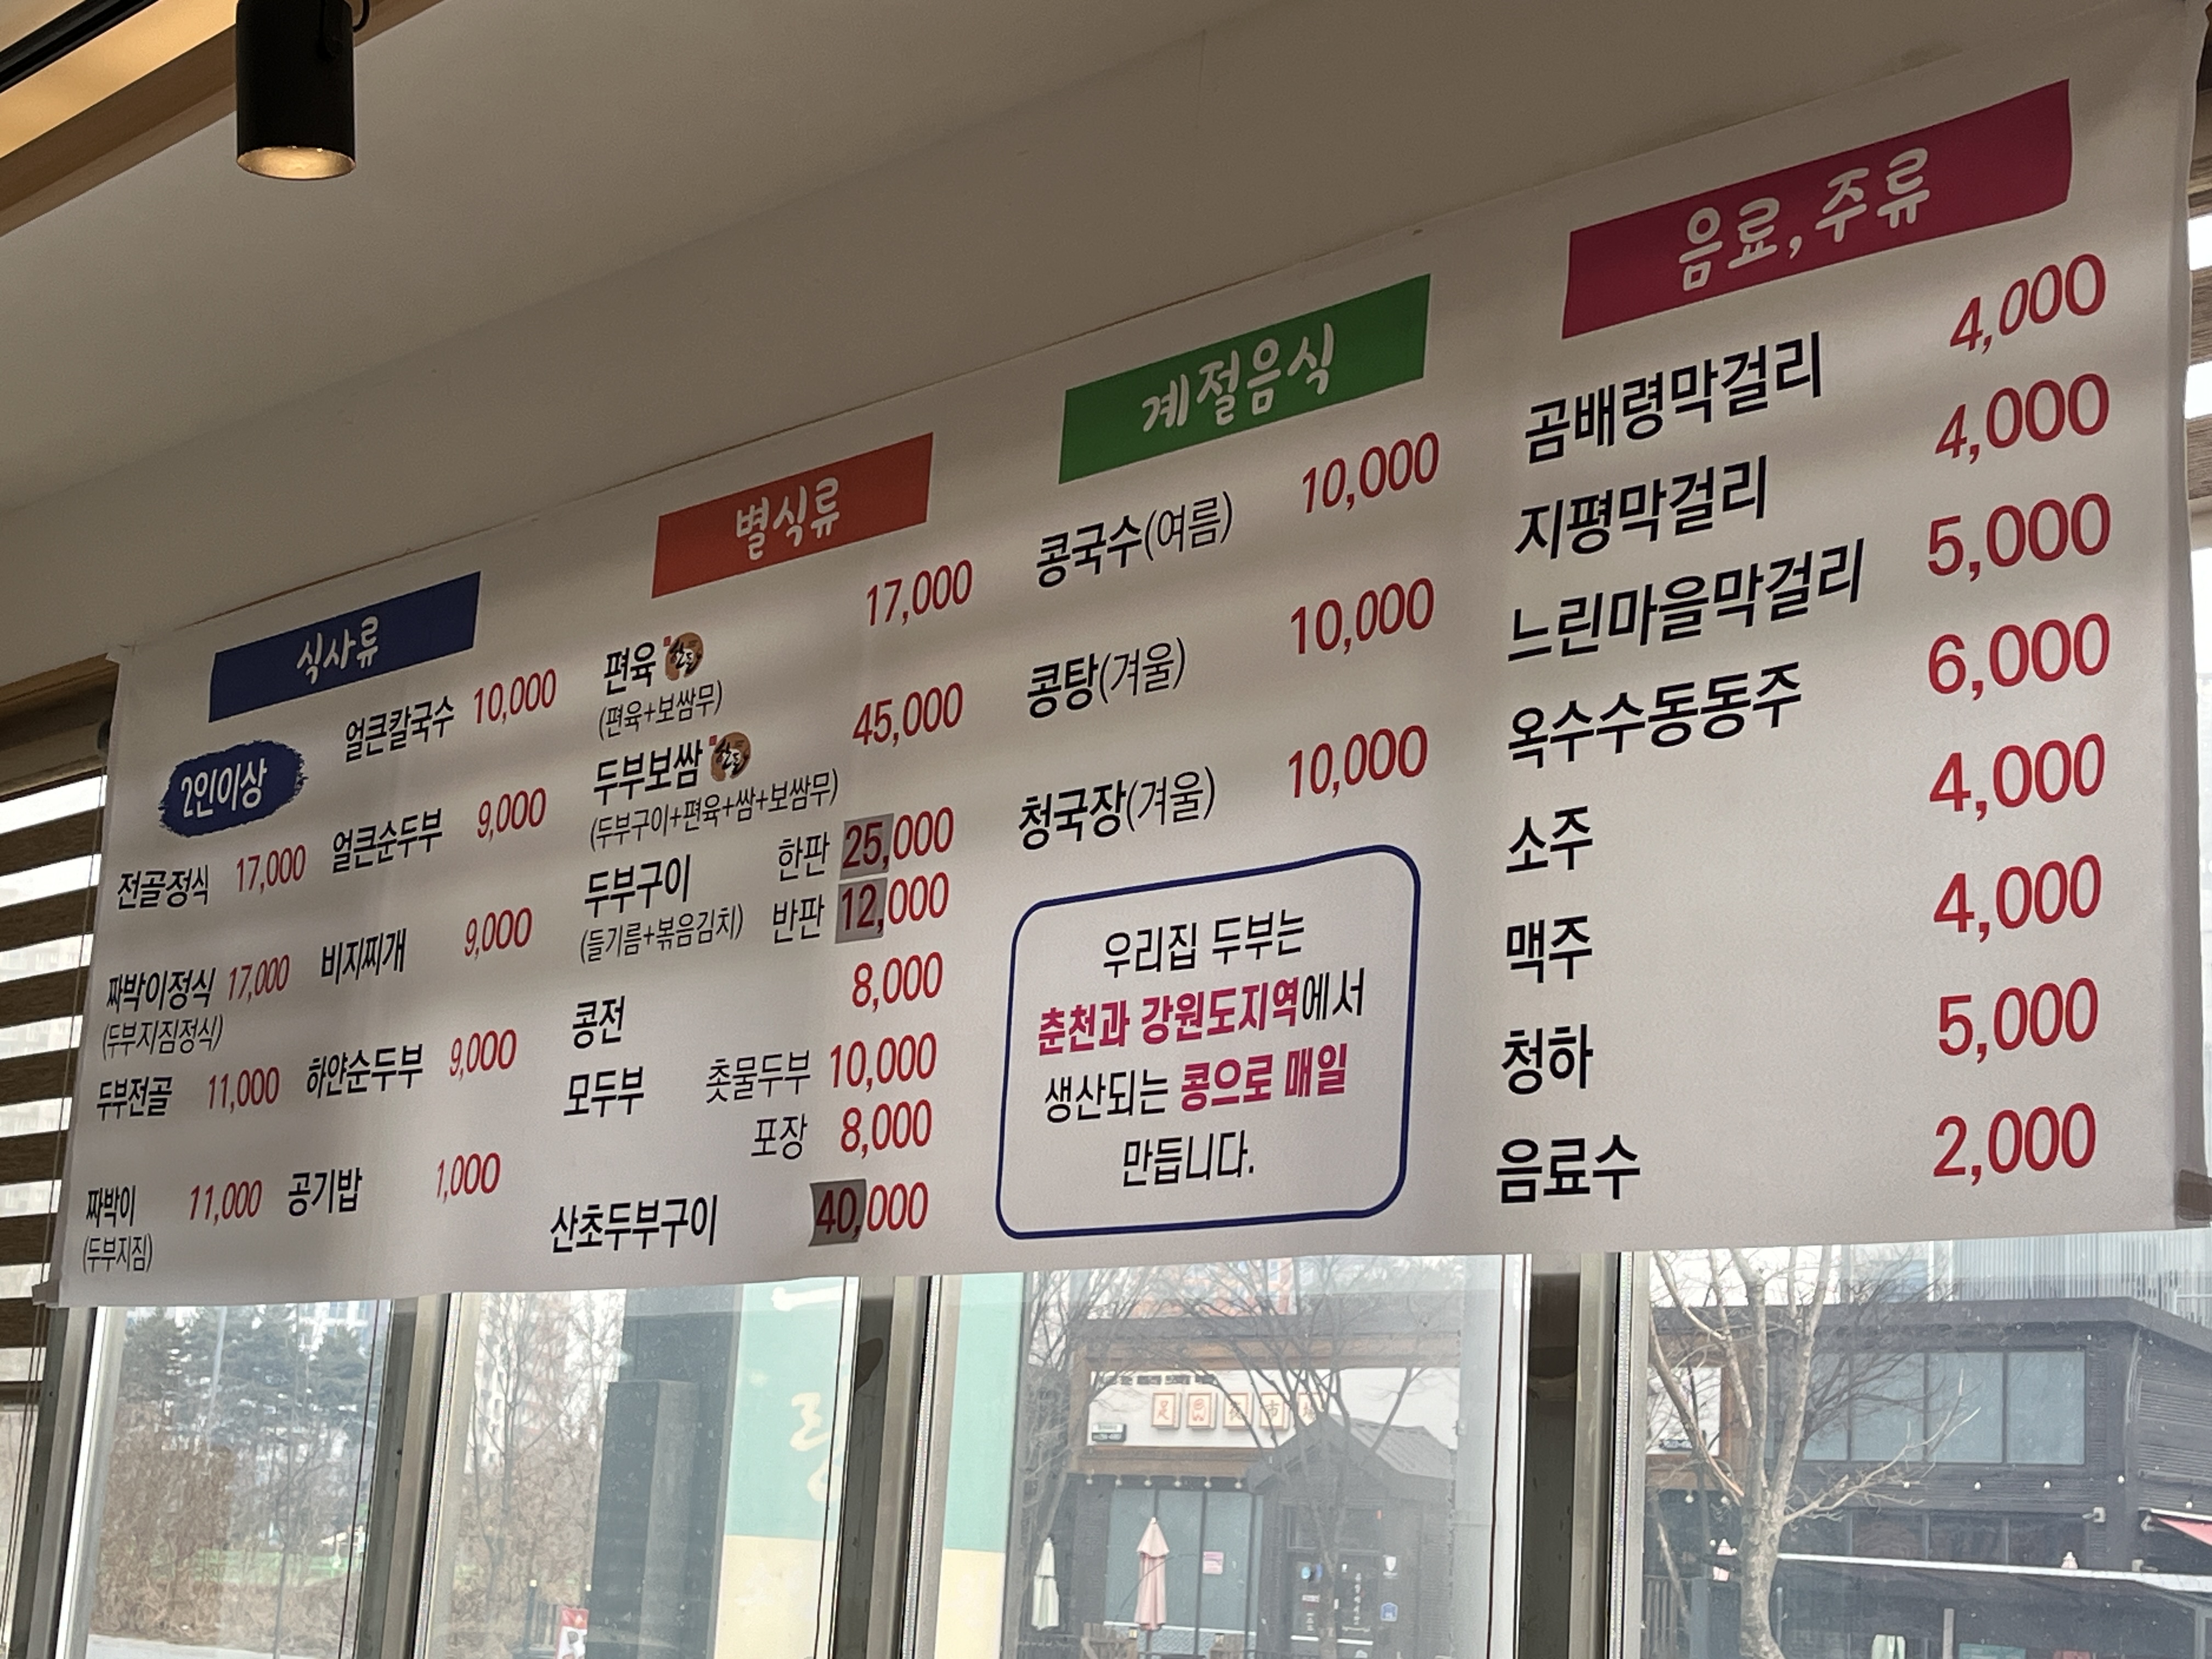 식사류
2인이상
전골정식 17,000
짜박이정식 17,000
(두부지짐정식)
두부전골 11,000
짜박이 11,000
(두부지짐)
얼큰칼국수 10,000
얼큰순두부 9,000
비지찌개 9,000
하얀순두부 9,000
공기밥 1,000
별식류
편육 한돈 17,000
(편육+보쌈무)
두부보쌈 한돈 45,000
(두부구이+편육+쌈+보쌈무)
두부구이 한판 25,000
(들기름+볶음김치) 반판 12,000
콩전 8,000
모두부 촛물두부 10,000
포장 8,000
산초두부구이 40,000
계절음식
콩국수(여름) 10,000
콩탕(겨울) 10,000
청국장(겨울) 10,000
우리집 두부는
춘천과 강원도지역에서
생산되는 콩으로 매일
만듭니다.
음료,주류
곰배령막걸리 4,000
지평막걸리 4,000
느린마을막걸리 5,000
옥수수동동주 6,000
소주 4,000
맥주 4,000
청하 5,000
음료수 2,000